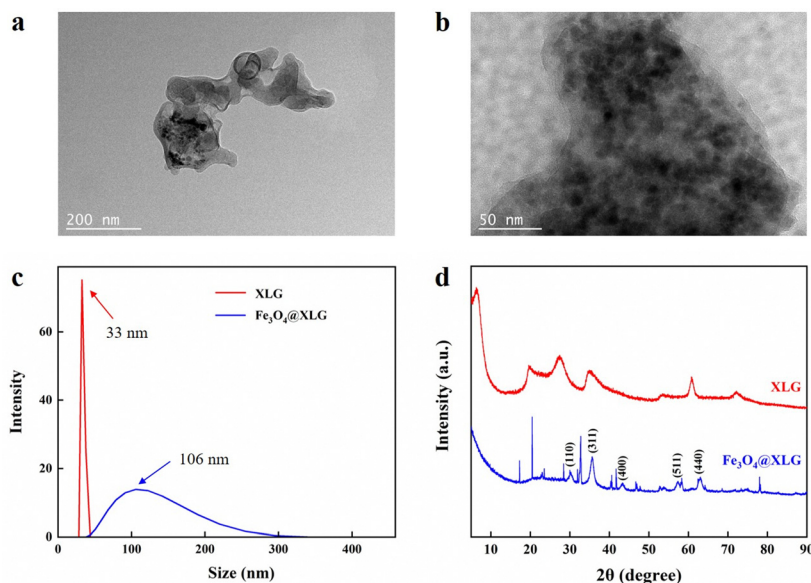 a
200 nm
b
50 nm
c
Intensity
60
40
20
0
0
100
200
300
400
Size (nm)
33 nm
106 nm
XLG
Fe₃O₄@XLG
d
Intensity (a.u.)
XLG
Fe₃O₄@XLG
(110)
(311)
(400)
(511)
(440)
10
20
30
40
50
60
70
80
90
2θ (degree)